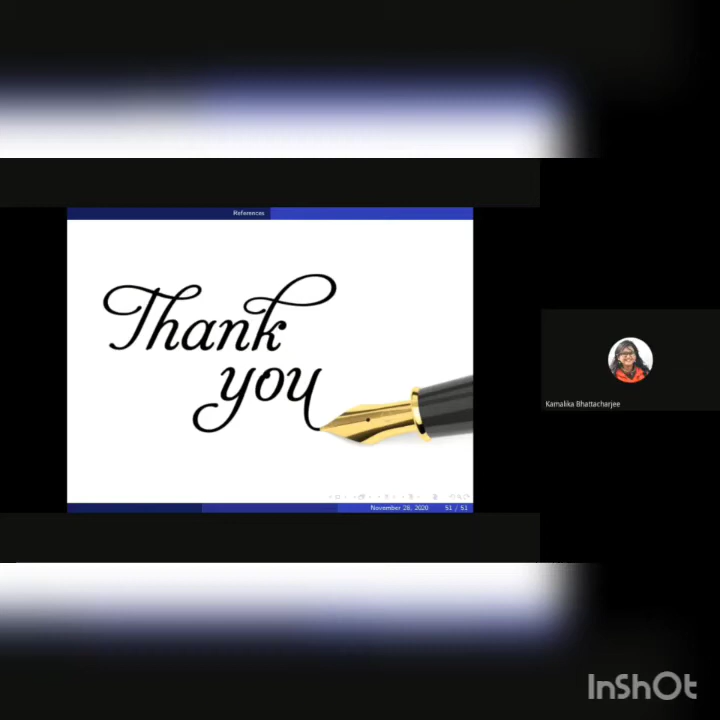 References
Thank
you
Kamalika Bhattacharjee
November 28, 2020 51 / 51
InShOt